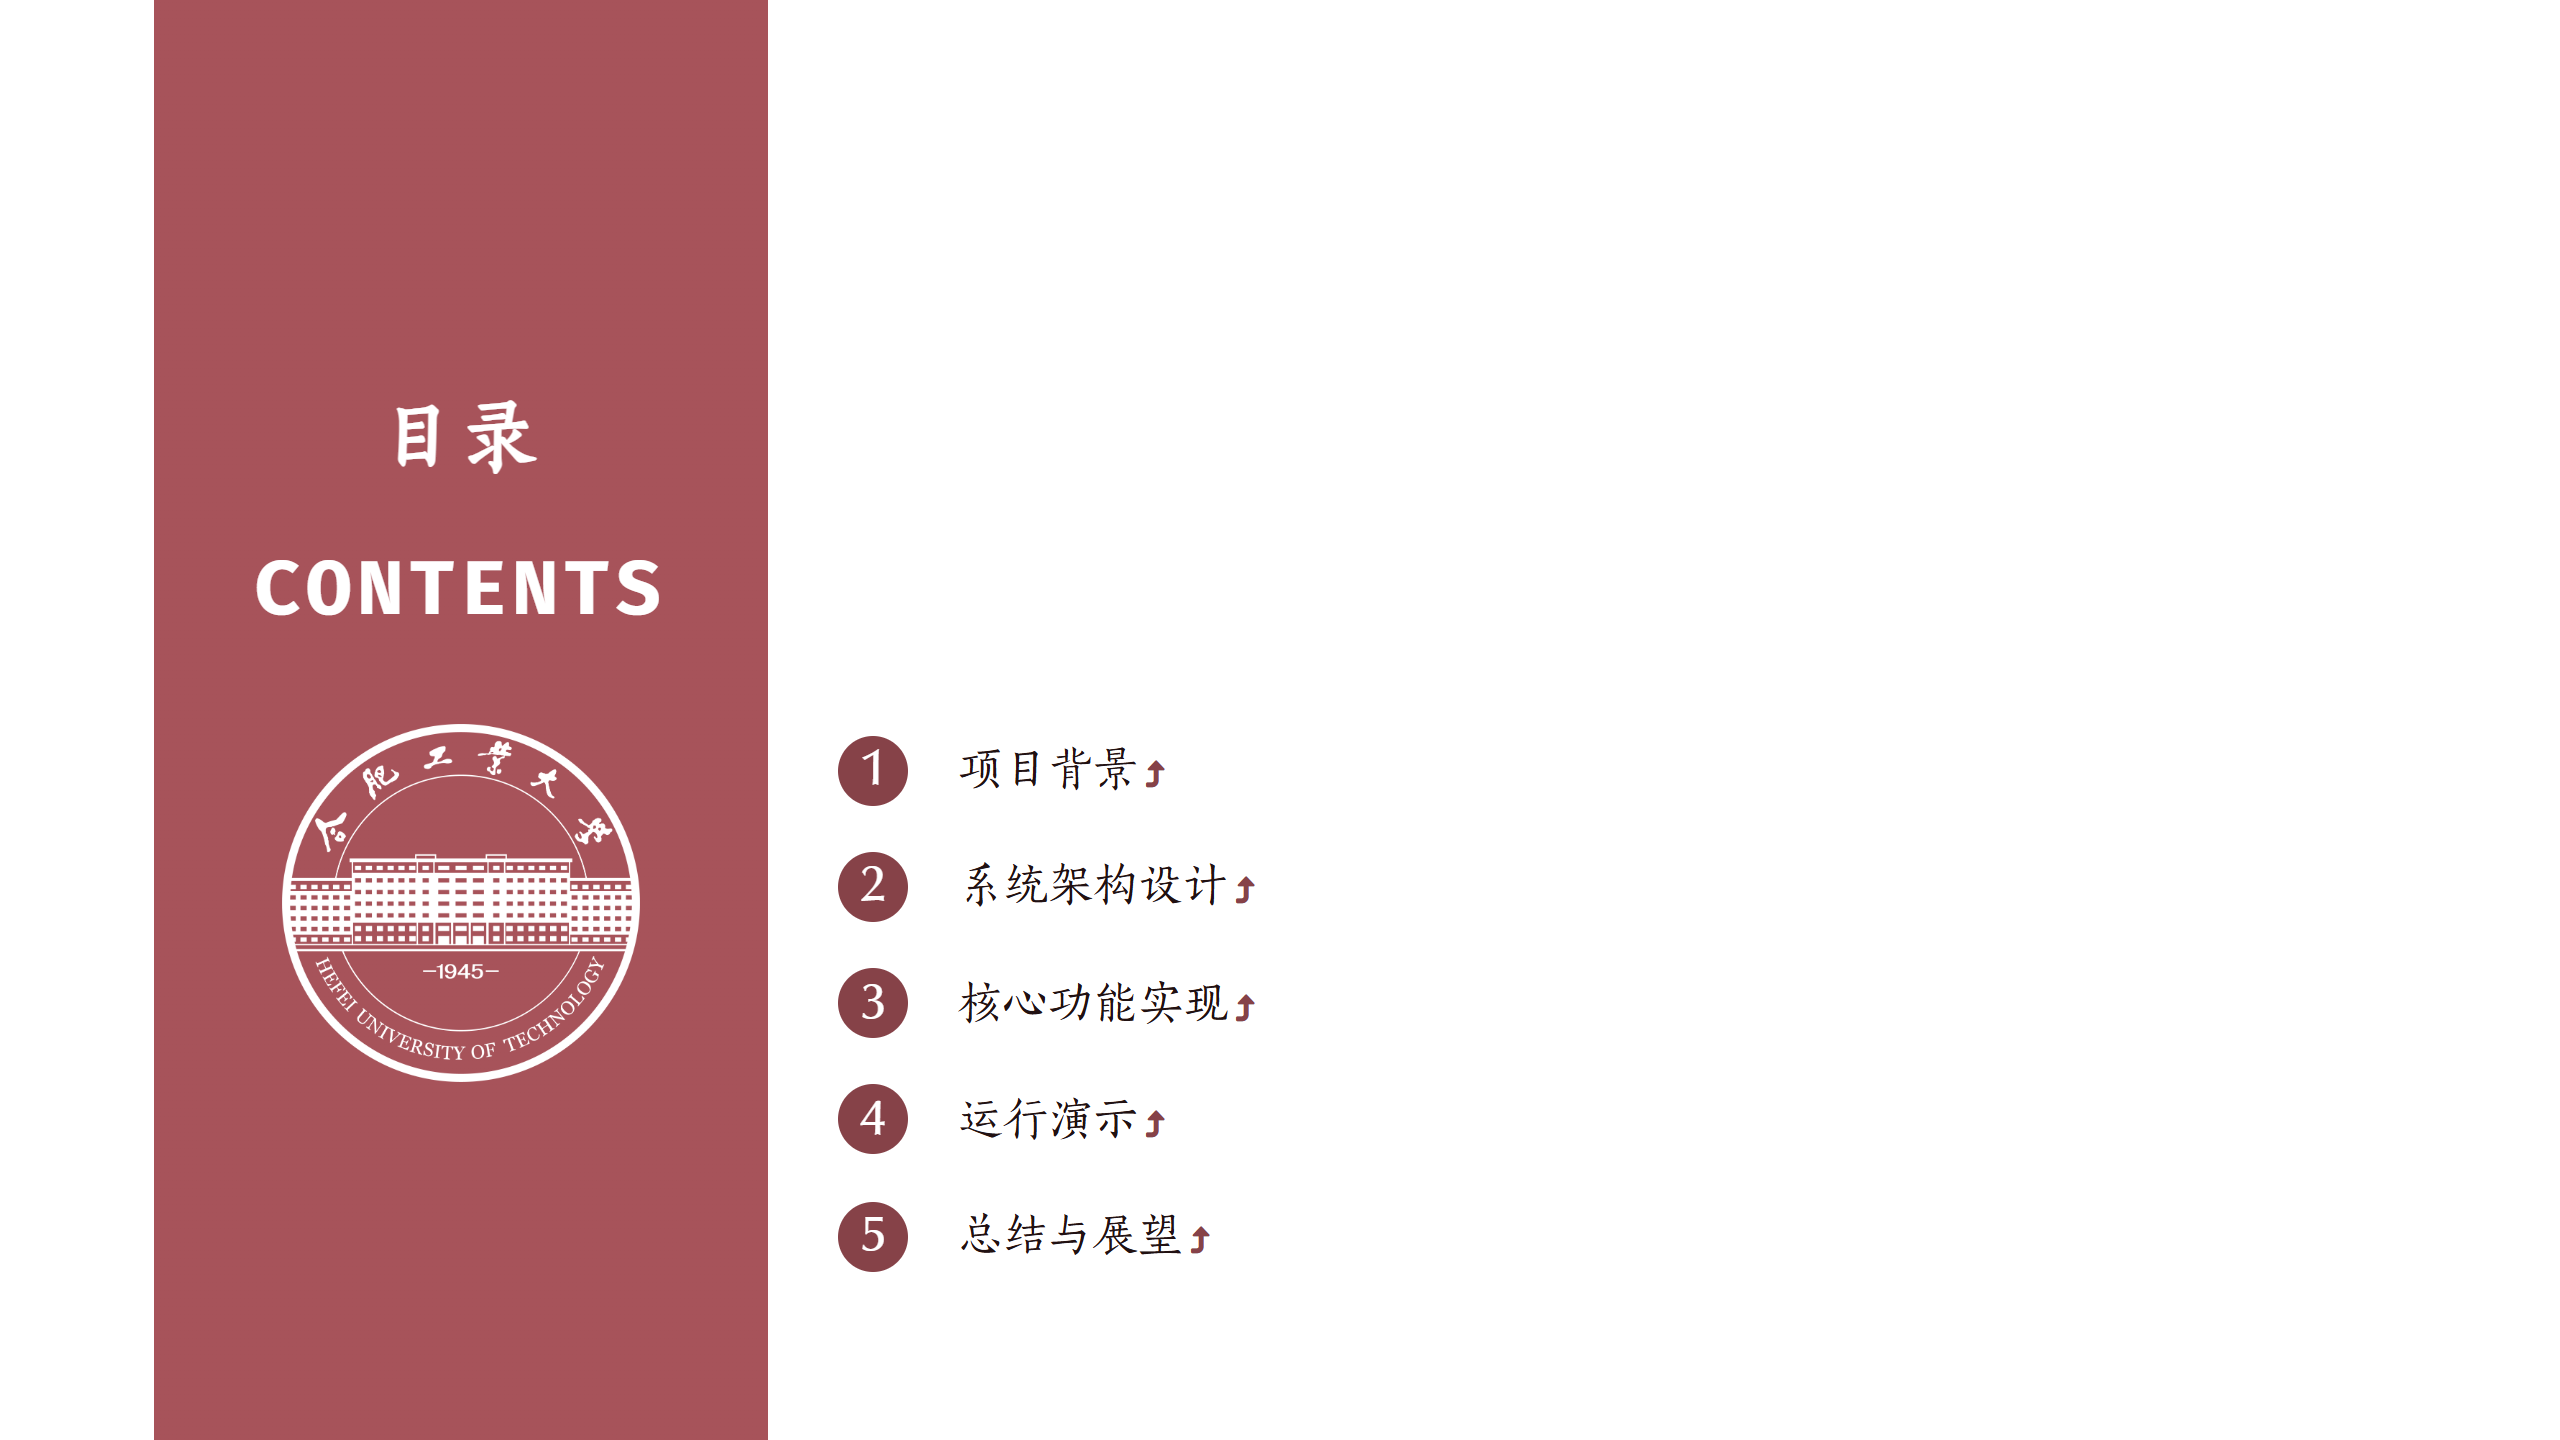 目录
CONTENTS
合肥工业大学
-1945-
HEFEI UNIVERSITY OF TECHNOLOGY
1 项目背景
2 系统架构设计
3 核心功能实现
4 运行演示
5 总结与展望